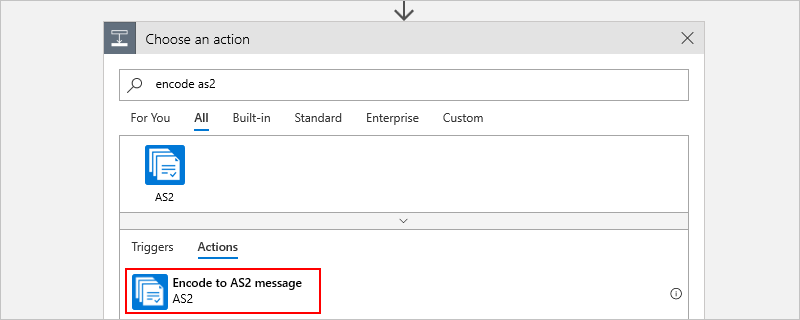 Choose an action
encode as2
For You All Built-in Standard Enterprise Custom
AS2
Triggers Actions
Encode to AS2 message
AS2